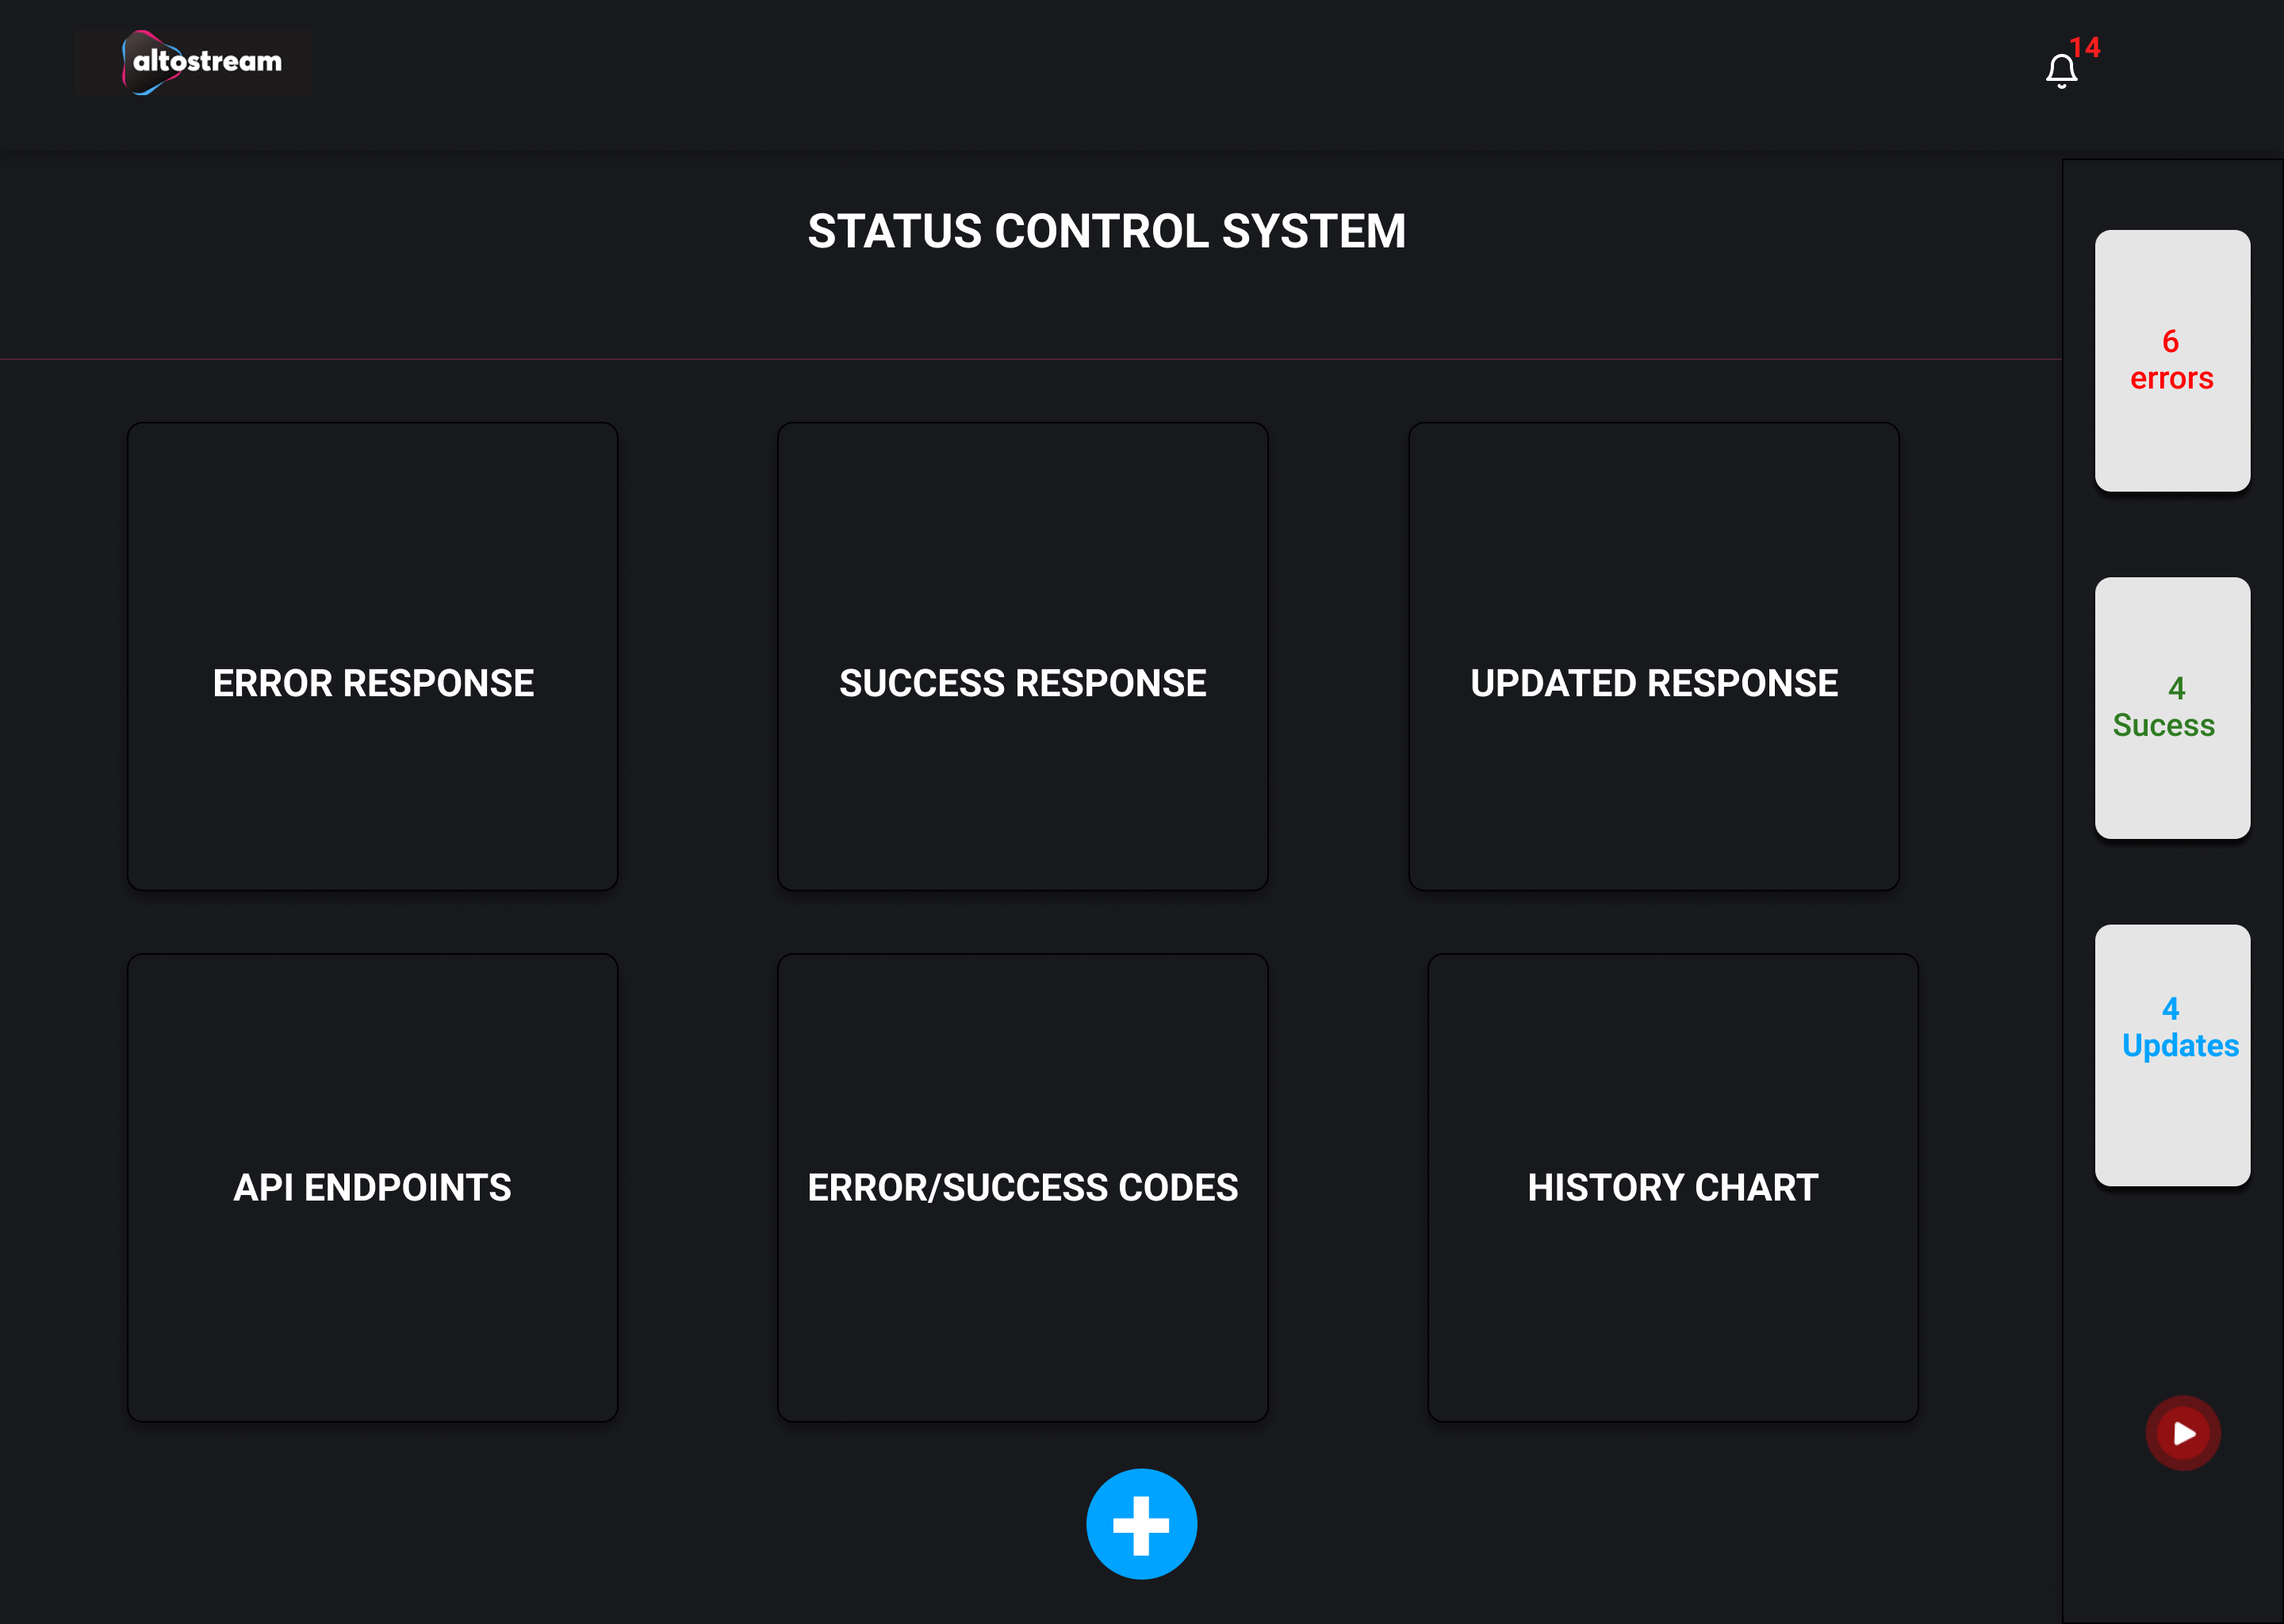 altostream
14
STATUS CONTROL SYSTEM
6
errors
ERROR RESPONSE
SUCCESS RESPONSE
UPDATED RESPONSE
4
Sucess
4
Updates
API ENDPOINTS
ERROR/SUCCESS CODES
HISTORY CHART